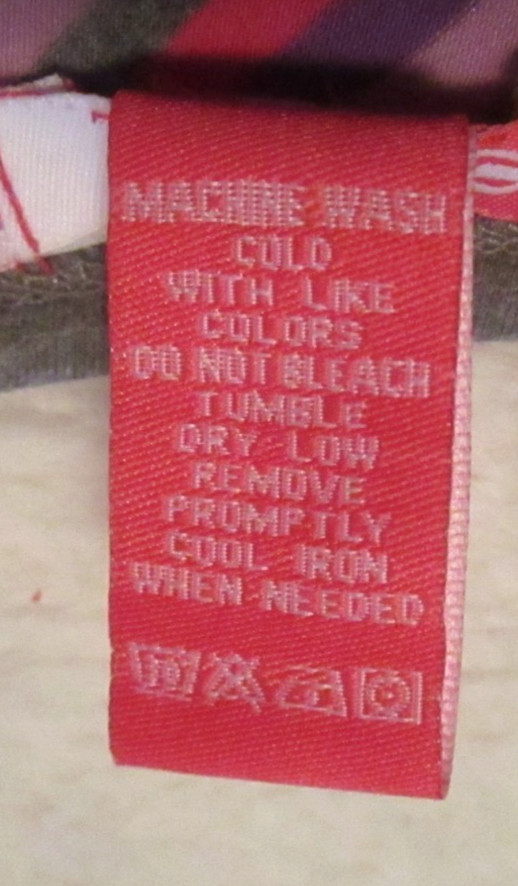 MACHINE WASH
COLD
WITH LIKE
COLORS
DO NOT BLEACH
TUMBLE
DRY LOW
REMOVE
PROMPTLY
COOL IRON
WHEN NEEDED